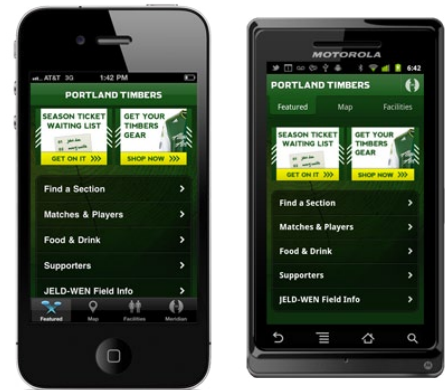 AT&T 3G 1:42 PM
PORTLAND TIMBERS
SEASON TICKET
WAITING LIST
GET ON IT >>>
GET YOUR
TIMBERS
GEAR
SHOP NOW >>>
Find a Section
Matches & Players
Food & Drink
Supporters
JELD-WEN Field Info
Featured Map Facilities Meridian
MOTOROLA
6:42
PORTLAND TIMBERS
Featured Map Facilities
SEASON TICKET
WAITING LIST
GET ON IT >>>
GET YOUR
TIMBERS
GEAR
SHOP NOW >>>
Find a Section
Matches & Players
Food & Drink
Supporters
JELD-WEN Field Info